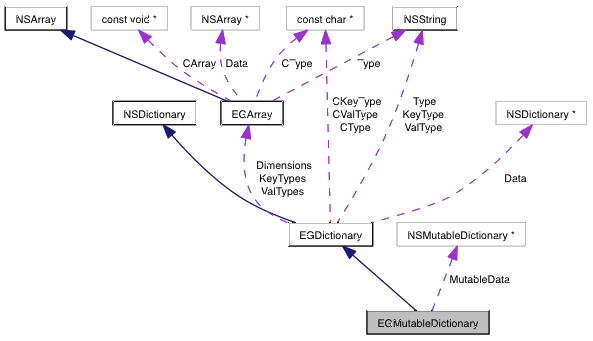 NSArray
const void *
NSArray *
const char *
NSString
CArray
Data
CType
Type
NSDictionary
EGArray
CKeyType
CValType
CType
Type
KeyType
ValType
NSDictionary *
Dimensions
KeyTypes
ValTypes
Data
EGDictionary
NSMutableDictionary *
MutableData
EGMutableDictionary